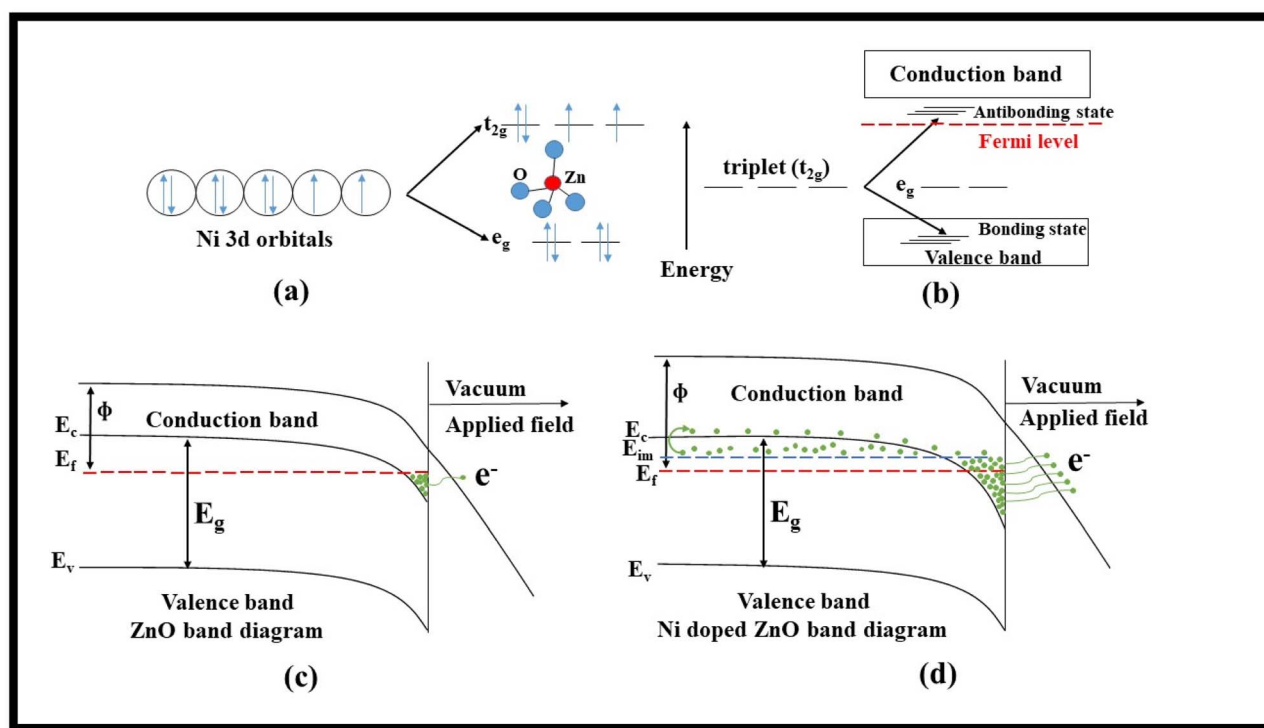 t2g
O
Zn
Ni 3d orbitals
eg
(a)
Energy
Conduction band
Antibonding state
Fermi level
triplet (t2g)
eg
Bonding state
Valence band
(b)
Φ
Conduction band
Vacuum
Applied field
Ec
Ef
e-
Eg
Ev
Valence band
ZnO band diagram
(c)
Φ
Conduction band
Vacuum
Applied field
Ec
Eim
Ef
e-
Eg
Ev
Valence band
Ni doped ZnO band diagram
(d)